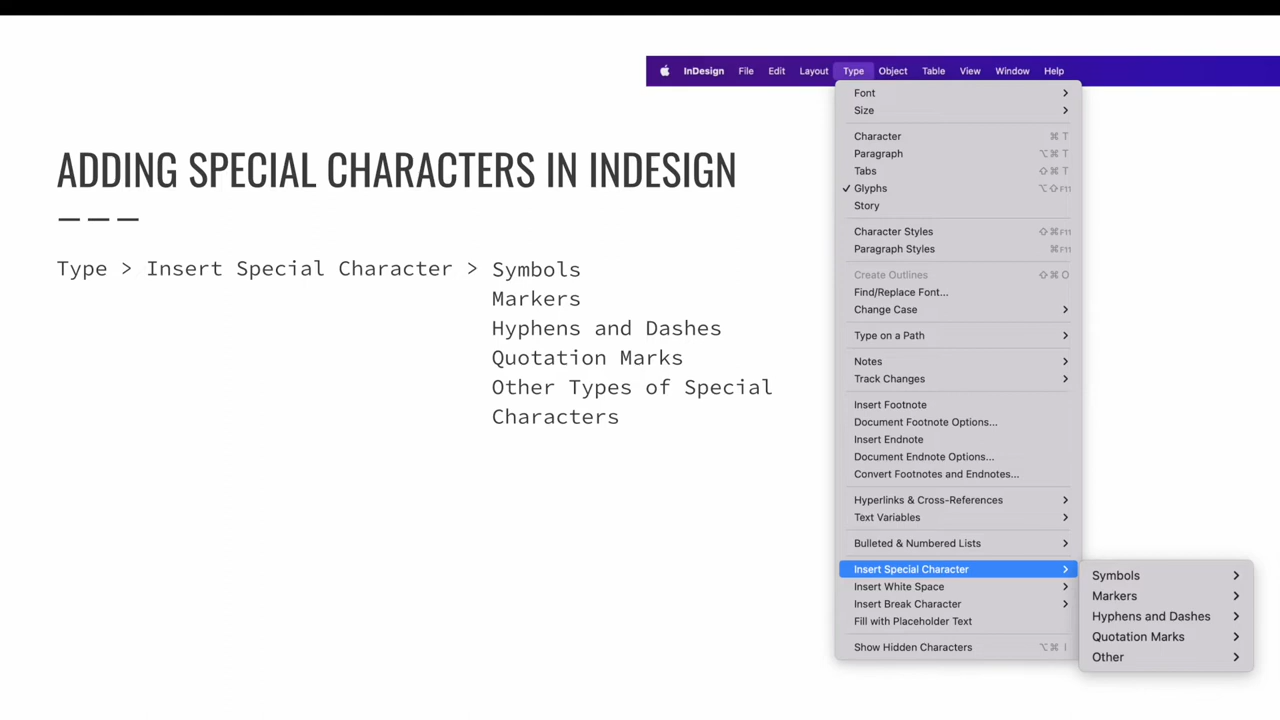 InDesign File Edit Layout Type Object Table View Window Help
ADDING SPECIAL CHARACTERS IN INDESIGN
Type > Insert Special Character > Symbols
Markers
Hyphens and Dashes
Quotation Marks
Other Types of Special
Characters
Font
Size
Character ⌘ T
Paragraph ⌥⌘ T
Tabs ⇧⌘ T
✓ Glyphs ⌥⇧F11
Story
Character Styles ⇧⌘F11
Paragraph Styles ⌘F11
Create Outlines ⇧⌘ O
Find/Replace Font...
Change Case
Type on a Path
Notes
Track Changes
Insert Footnote
Document Footnote Options...
Insert Endnote
Document Endnote Options...
Convert Footnotes and Endnotes...
Hyperlinks & Cross-References
Text Variables
Bulleted & Numbered Lists
Insert Special Character
Insert White Space
Insert Break Character
Fill with Placeholder Text
Show Hidden Characters ⌥⌘ I
Symbols
Markers
Hyphens and Dashes
Quotation Marks
Other